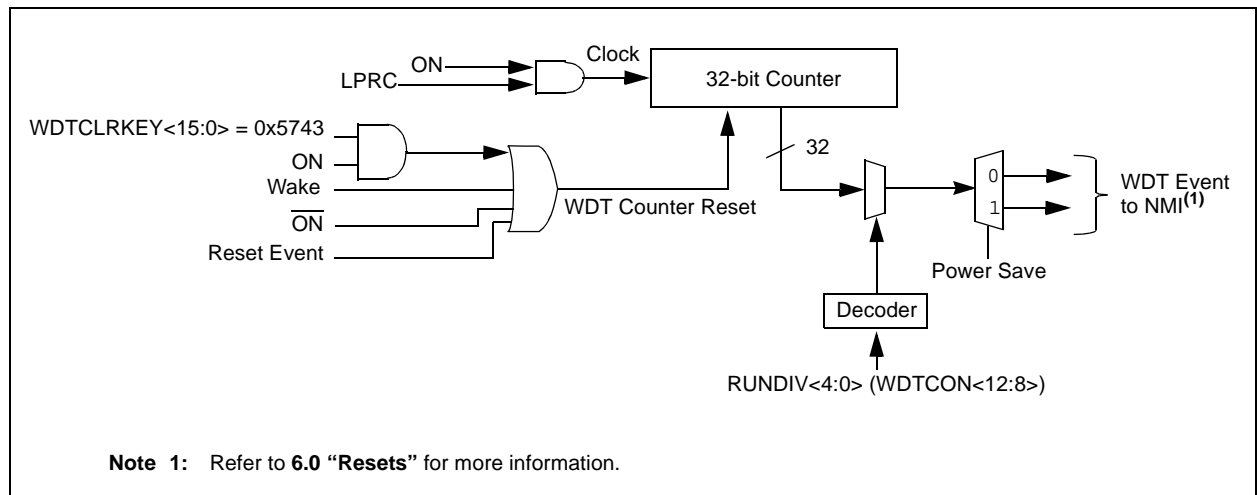 ON
LPRC
Clock
32-bit Counter
WDTCLRKEY<15:0> = 0x5743
ON
Wake
ON
Reset Event
WDT Counter Reset
32
0
1
WDT Event
to NMI(1)
Power Save
Decoder
RUNDIV<4:0> (WDTCON<12:8>)
Note 1: Refer to 6.0 “Resets” for more information.